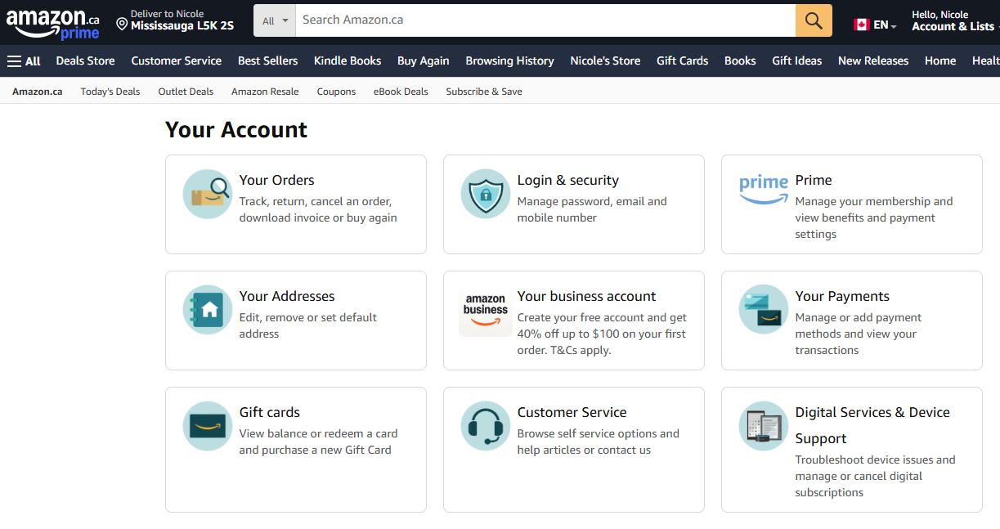 amazon.ca
prime
Deliver to Nicole
Mississauga L5K 2S
All
Search Amazon.ca
EN
Hello, Nicole
Account & Lists
All Deals Store Customer Service Best Sellers Kindle Books Buy Again Browsing History Nicole's Store Gift Cards Books Gift Ideas New Releases Home Healt
Amazon.ca Today's Deals Outlet Deals Amazon Resale Coupons eBook Deals Subscribe & Save
Your Account
Your Orders
Track, return, cancel an order,
download invoice or buy again
Login & security
Manage password, email and
mobile number
prime
Prime
Manage your membership and
view benefits and payment
settings
Your Addresses
Edit, remove or set default
address
amazon
business
Your business account
Create your free account and get
40% off up to $100 on your first
order. T&Cs apply.
Your Payments
Manage or add payment
methods and view your
transactions
Gift cards
View balance or redeem a card
and purchase a new Gift Card
Customer Service
Browse self service options and
help articles or contact us
Digital Services & Device
Support
Troubleshoot device issues and
manage or cancel digital
subscriptions